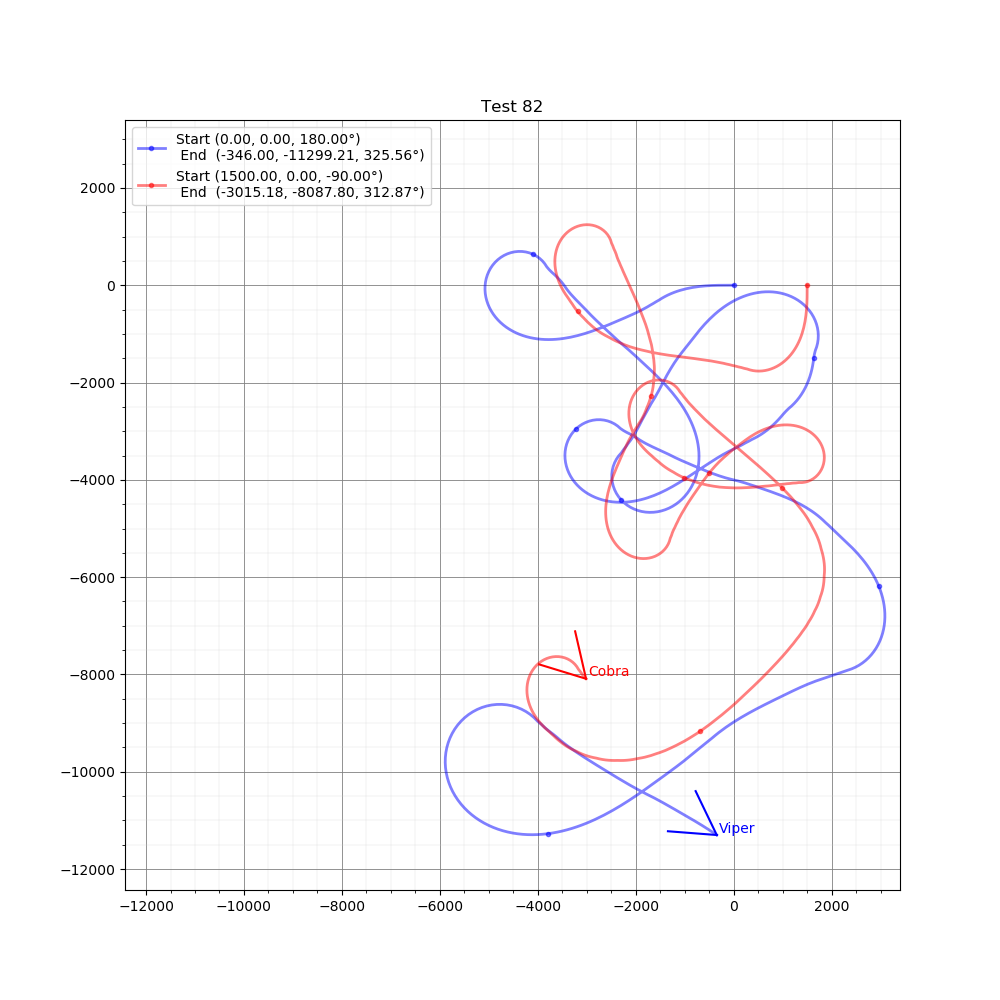 Test 82
Start (0.00, 0.00, 180.00°)
End (-346.00, -11299.21, 325.56°)
Start (1500.00, 0.00, -90.00°)
End (-3015.18, -8087.80, 312.87°)
2000
0
−2000
−4000
−6000
−8000
−10000
−12000
Cobra
Viper
−12000 −10000 −8000 −6000 −4000 −2000 0 2000